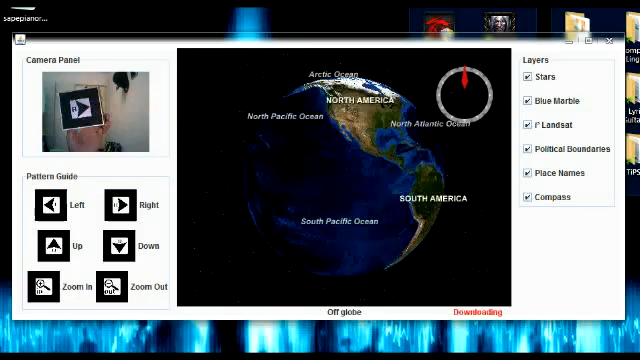 sapepianor...
Camera Panel
Pattern Guide
Left
Right
Up
Down
Zoom In
Zoom Out
Arctic Ocean
NORTH AMERICA
North Pacific Ocean
North Atlantic Ocean
SOUTH AMERICA
South Pacific Ocean
Off globe
Downloading
Layers
Stars
Blue Marble
i³ Landsat
Political Boundaries
Place Names
Compass